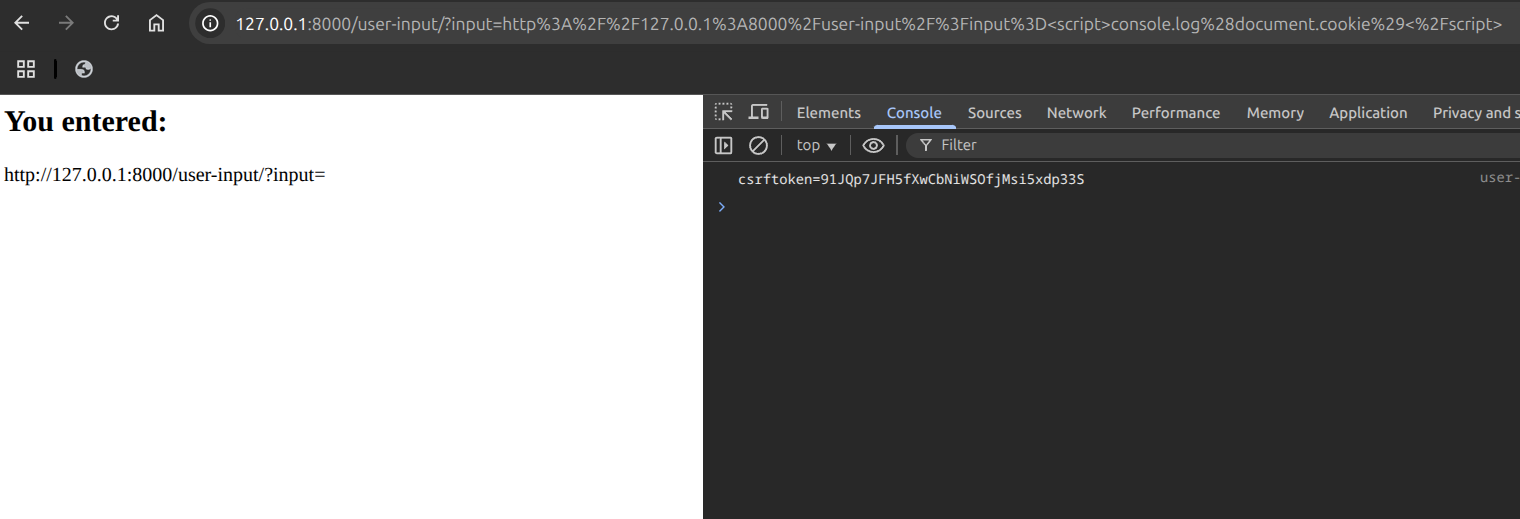 127.0.0.1:8000/user-input/?input=http%3A%2F%2F127.0.0.1%3A8000%2Fuser-input%2F%3Finput%3D<script>console.log%28document.cookie%29<%2Fscript>
You entered:
http://127.0.0.1:8000/user-input/?input=
Elements Console Sources Network Performance Memory Application Privacy and s
top Filter
csrftoken=91JQp7JFH5fXwCbNiWSOfjMsi5xdp33S user-